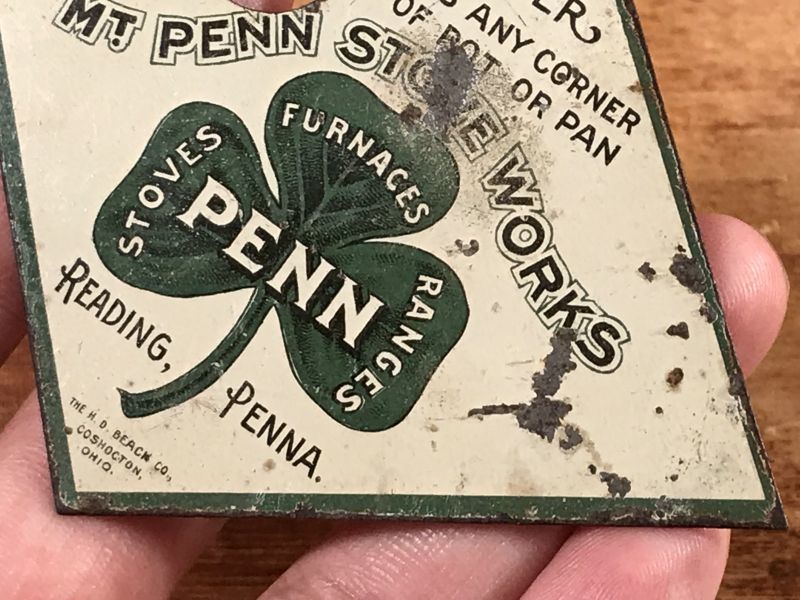 ANY CORNER
OF POT OR PAN
MT. PENN STOVE WORKS
STOVES
FURNACES
RANGES
PENN
READING,
PENNA.
THE H. D. BEACH CO,
COSHOCTON,
OHIO.